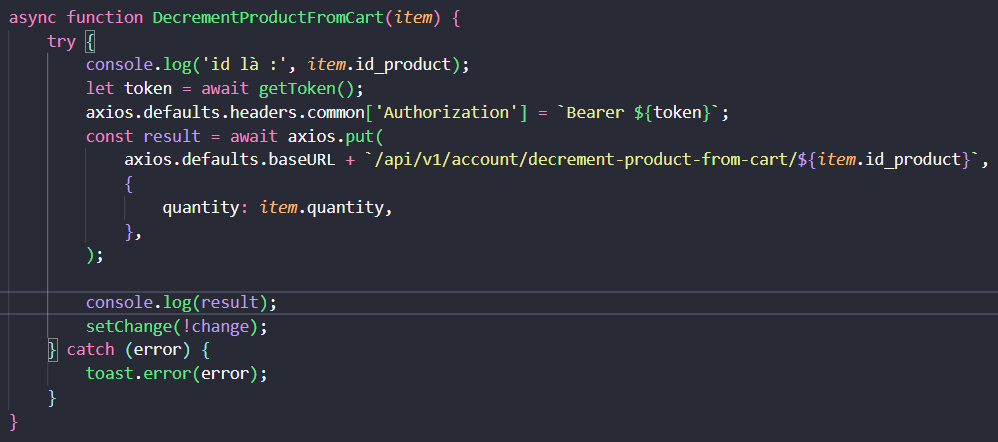 async function DecrementProductFromCart(item) {
try {
console.log('id là :', item.id_product);
let token = await getToken();
axios.defaults.headers.common['Authorization'] = `Bearer ${token}`;
const result = await axios.put(
axios.defaults.baseURL + `/api/v1/account/decrement-product-from-cart/${item.id_product}`,
{
quantity: item.quantity,
},
);
console.log(result);
setChange(!change);
} catch (error) {
toast.error(error);
}
}